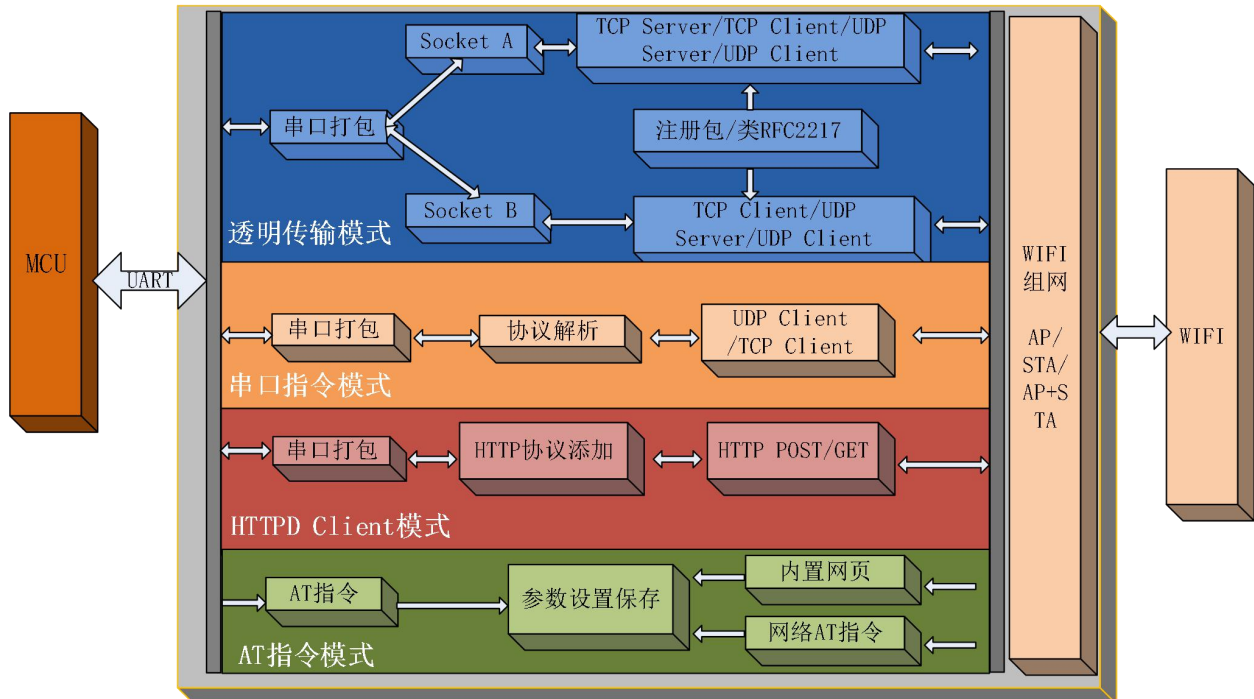 MCU
UART
Socket A
TCP Server/TCP Client/UDP
Server/UDP Client
串口打包
注册包/类RFC2217
Socket B
TCP Client/UDP
Server/UDP Client
透明传输模式
串口打包
协议解析
UDP Client
/TCP Client
串口指令模式
串口打包
HTTP协议添加
HTTP POST/GET
HTTPD Client模式
AT指令
参数设置保存
内置网页
网络AT指令
AT指令模式
WIFI
组网
AP/
STA/
AP+S
TA
WIFI